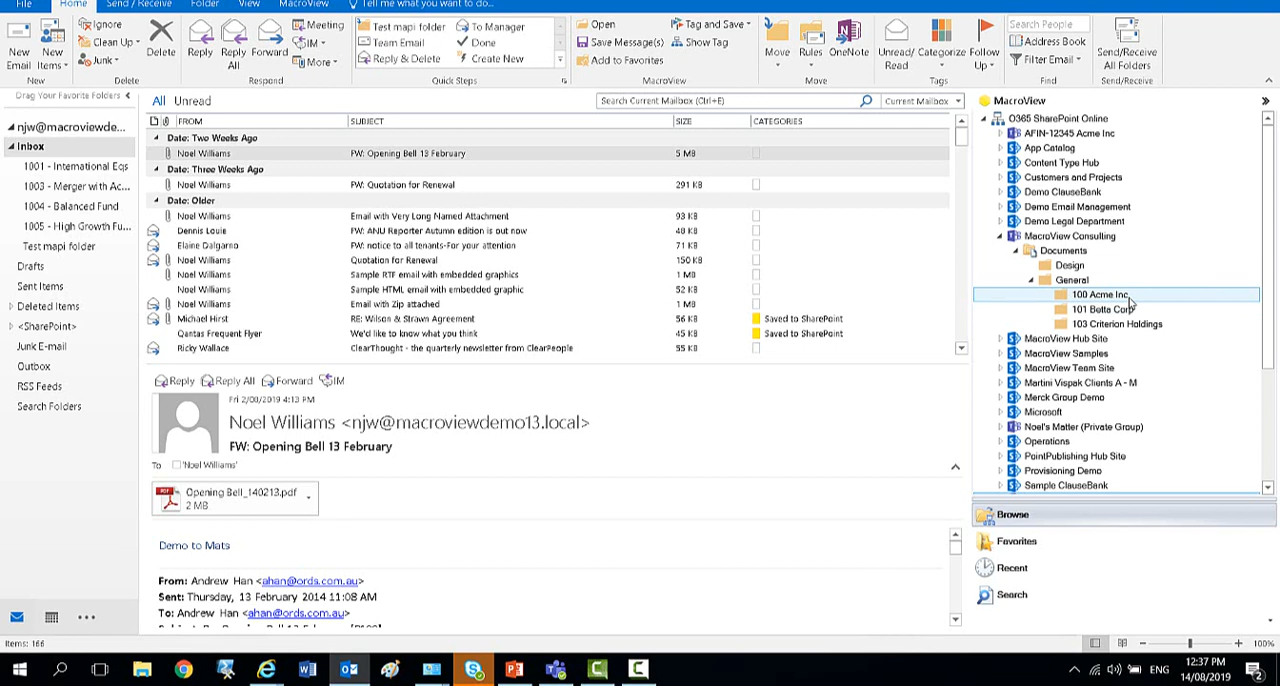 File Home Send / Receive Folder View MacroView Tell me what you want to do...
New Email
New Items
New
Ignore
Clean Up
Junk
Delete
Delete
Reply
Reply All
Forward
Meeting
IM
More
Respond
Test mapi folder
Team Email
Reply & Delete
To Manager
Done
Create New
Quick Steps
Open
Save Message(s)
Add to Favorites
Tag and Save
Show Tag
MacroView
Move
Rules
OneNote
Move
Unread/ Read
Categorize
Follow Up
Tags
Search People
Address Book
Filter Email
Find
Send/Receive All Folders
Send/Receive
Drag Your Favorite Folders
njw@macroviewde...
Inbox
1001 - International Eqs
1003 - Merger with Ac...
1004 - Balanced Fund
1005 - High Growth Fu...
Test mapi folder
Drafts
Sent Items
Deleted Items
<SharePoint>
Junk E-mail
Outbox
RSS Feeds
Search Folders
All Unread
Search Current Mailbox (Ctrl+E)
Current Mailbox
FROM SUBJECT SIZE CATEGORIES
Date: Two Weeks Ago
Noel Williams FW: Opening Bell 13 February 5 MB
Date: Three Weeks Ago
Noel Williams FW: Quotation for Renewal 291 KB
Date: Older
Noel Williams Email with Very Long Named Attachment 93 KB
Dennis Louie FW: ANU Reporter Autumn edition is out now 48 KB
Elaine Dalgarno FW: notice to all tenants-For your attention 71 KB
Noel Williams Quotation for Renewal 150 KB
Noel Williams Sample RTF email with embedded graphics 1 MB
Noel Williams Sample HTML email with embedded graphic 52 KB
Noel Williams Email with Zip attached 1 MB
Michael Hirst RE: Wilson & Strawn Agreement 56 KB Saved to SharePoint
Qantas Frequent Flyer We'd like to know what you think 45 KB Saved to SharePoint
Ricky Wallace ClearThought - the quarterly newsletter from ClearPeople 55 KB
Reply Reply All Forward IM
Fri 2/08/2019 4:13 PM
Noel Williams <njw@macroviewdemo13.local>
FW: Opening Bell 13 February
To 'Noel Williams'
Opening Bell_140213.pdf
2 MB
Demo to Mats
From: Andrew Han <ahan@ords.com.au>
Sent: Thursday, 13 February 2014 11:08 AM
To: Andrew Han <ahan@ords.com.au>
MacroView
O365 SharePoint Online
AFIN-12345 Acme Inc
App Catalog
Content Type Hub
Customers and Projects
Demo ClauseBank
Demo Email Management
Demo Legal Department
MacroView Consulting
Documents
Design
General
100 Acme Inc
101 Botta Corp
103 Criterion Holdings
MacroView Hub Site
MacroView Samples
MacroView Team Site
Martini Vispak Clients A - M
Merck Group Demo
Microsoft
Noel's Matter (Private Group)
Operations
PointPublishing Hub Site
Provisioning Demo
Sample ClauseBank
Browse
Favorites
Recent
Search
Items: 166
100%
ENG
12:37 PM
14/08/2019
2